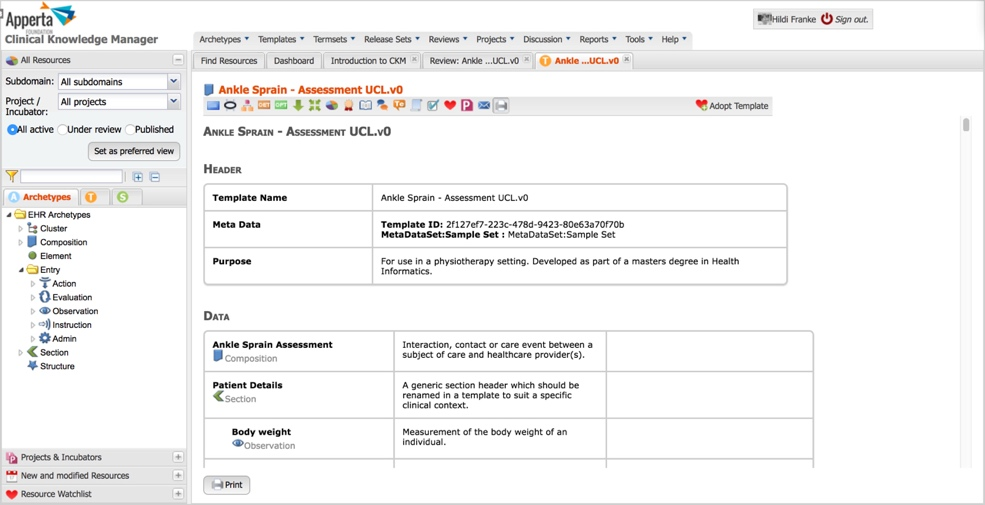 Apperta
FOUNDATION
Clinical Knowledge Manager
Hildi Franke Sign out.
Archetypes Templates Termsets Release Sets Reviews Projects Discussion Reports Tools Help
All Resources
Subdomain: All subdomains
Project / Incubator: All projects
All active Under review Published
Set as preferred view
A Archetypes T S
EHR Archetypes
Cluster
Composition
Element
Entry
Action
Evaluation
Observation
Instruction
Admin
Section
Structure
Projects & Incubators
New and modified Resources
Resource Watchlist
Find Resources Dashboard Introduction to CKM Review: Ankle ...UCL.v0 T Ankle ...UCL.v0
Ankle Sprain - Assessment UCL.v0
Adopt Template
Ankle Sprain - Assessment UCL.v0
Header
Template Name Ankle Sprain - Assessment UCL.v0
Meta Data Template ID: 2f127ef7-223c-478d-9423-80e63a70f70b
MetaDataSet:Sample Set : MetaDataSet:Sample Set
Purpose For use in a physiotherapy setting. Developed as part of a masters degree in Health
Informatics.
Data
Ankle Sprain Assessment Interaction, contact or care event between a
Composition subject of care and healthcare provider(s).
Patient Details A generic section header which should be
Section renamed in a template to suit a specific
clinical context.
Body weight Measurement of the body weight of an
Observation individual.
Print